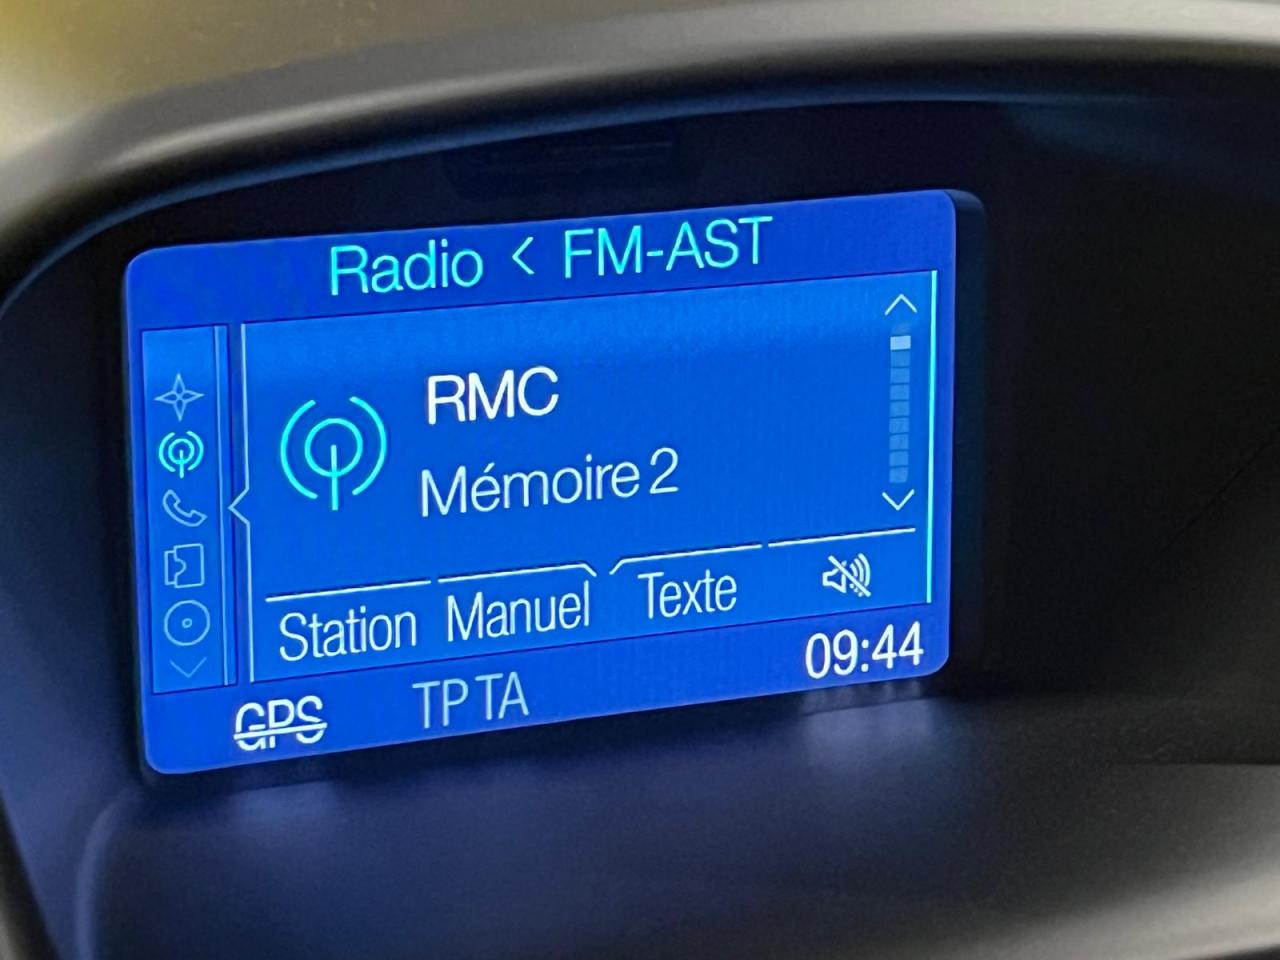 Radio < FM-AST
RMC
Mémoire 2
Station Manuel Texte
GPS TP TA 09:44